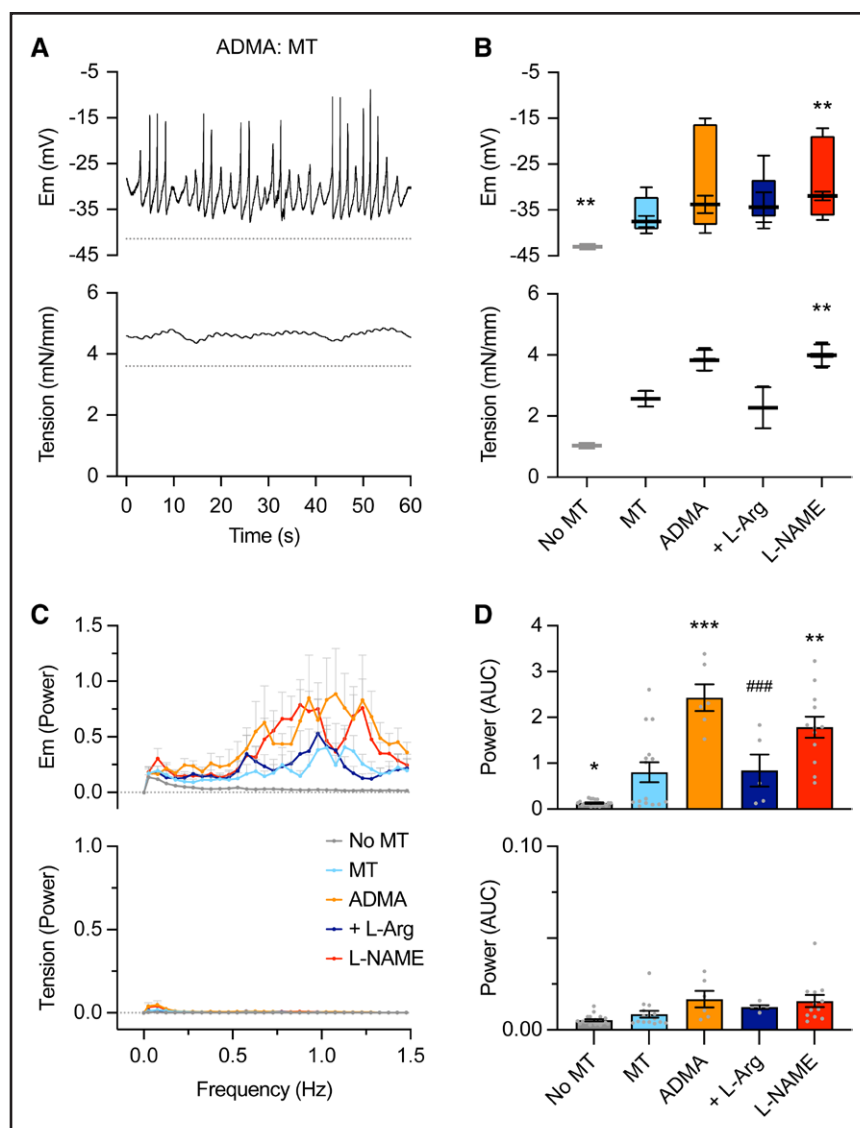 A
ADMA: MT
Em (mV)
-5
-15
-25
-35
-45
Tension (mN/mm)
6
4
2
0
0 10 20 30 40 50 60
Time (s)
B
Em (mV)
-5
-15
-25
-35
-45
**
**
Tension (mN/mm)
6
4
2
0
**
No MT
MT
ADMA
+ L-Arg
L-NAME
C
Em (Power)
1.5
1.0
0.5
0.0
Tension (Power)
1.0
0.5
0.0
No MT
MT
ADMA
+ L-Arg
L-NAME
0.0 0.5 1.0 1.5
Frequency (Hz)
D
Power (AUC)
4
3
2
1
0
*
***
###
**
Power (AUC)
0.10
0.00
No MT
MT
ADMA
+ L-Arg
L-NAME